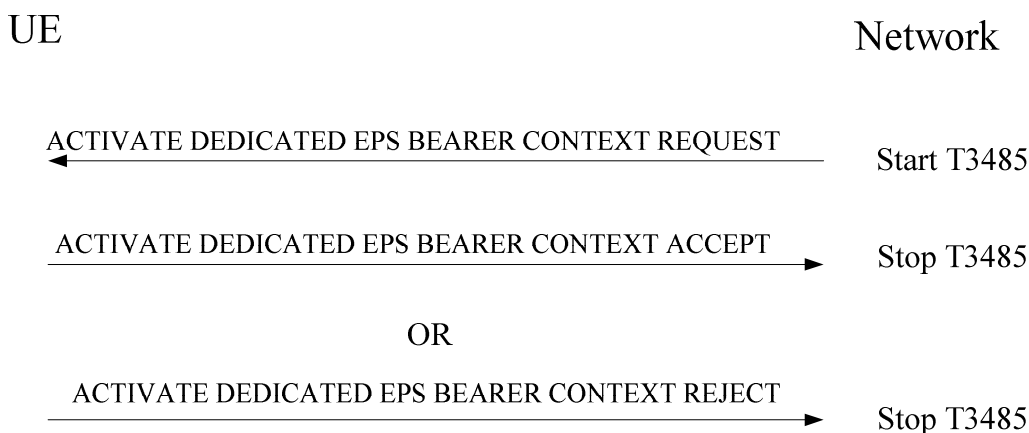 UE
Network
ACTIVATE DEDICATED EPS BEARER CONTEXT REQUEST
Start T3485
ACTIVATE DEDICATED EPS BEARER CONTEXT ACCEPT
Stop T3485
OR
ACTIVATE DEDICATED EPS BEARER CONTEXT REJECT
Stop T3485